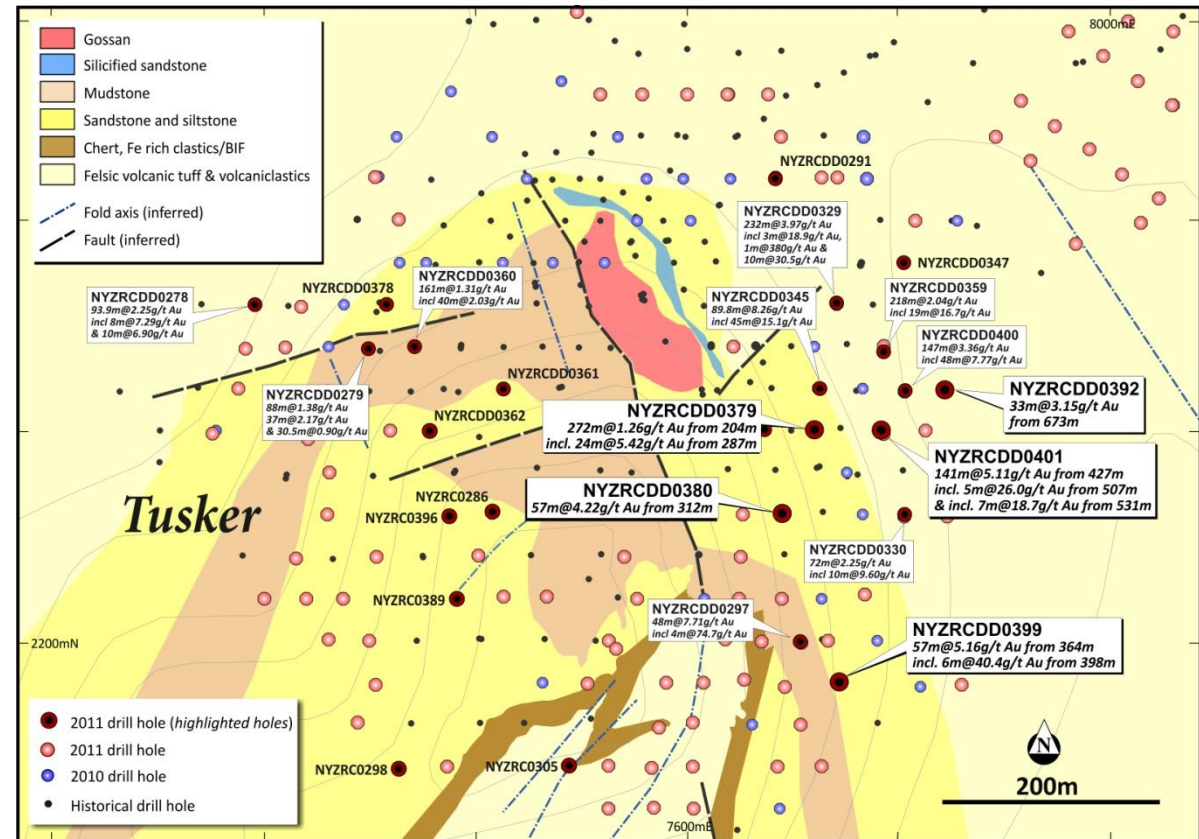 Gossan
Silicified sandstone
Mudstone
Sandstone and siltstone
Chert, Fe rich clastics/BIF
Felsic volcanic tuff & volcaniclastics
Fold axis (inferred)
Fault (inferred)
8000mE
NYZRCDD0291
NYZRCDD0329
232m@3.97g/t Au
incl 3m@18.9g/t Au,
1m@380g/t Au &
10m@30.5g/t Au
NYZRCDD0347
NYZRCDD0278
93.9m@2.25g/t Au
incl 8m@7.29g/t Au
& 10m@6.90g/t Au
NYZRCDD0378
NYZRCDD0360
161m@1.31g/t Au
incl 40m@2.03g/t Au
NYZRCDD0345
89.8m@8.26g/t Au
incl 45m@15.1g/t Au
NYZRCDD0359
218m@2.04g/t Au
incl 19m@16.7g/t Au
NYZRCDD0400
147m@3.36g/t Au
incl 48m@7.77g/t Au
NYZRCDD0279
88m@1.38g/t Au
37m@2.17g/t Au
& 30.5m@0.90g/t Au
NYZRCDD0361
NYZRCDD0362
NYZRCDD0379
272m@1.26g/t Au from 204m
incl. 24m@5.42g/t Au from 287m
NYZRCDD0392
33m@3.15g/t Au
from 673m
NYZRCDD0401
141m@5.11g/t Au from 427m
incl. 5m@26.0g/t Au from 507m
& incl. 7m@18.7g/t Au from 531m
Tusker
NYZRC0286
NYZRC0396
NYZRCDD0380
57m@4.22g/t Au from 312m
NYZRCDD0330
72m@2.25g/t Au
incl 10m@9.60g/t Au
NYZRC0389
NYZRCDD0297
48m@7.71g/t Au
incl 4m@74.7g/t Au
2200mN
NYZRCDD0399
57m@5.16g/t Au from 364m
incl. 6m@40.4g/t Au from 398m
2011 drill hole (highlighted holes)
2011 drill hole
2010 drill hole
Historical drill hole
NYZRC0298
NYZRC0305
N
200m
7600mE